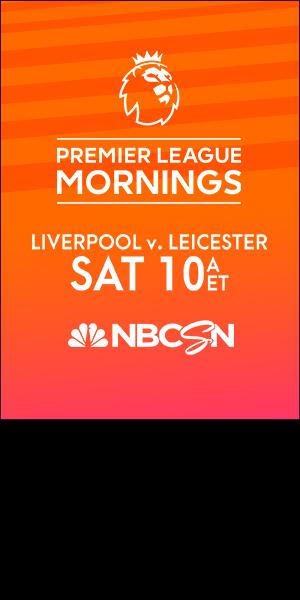 PREMIER LEAGUE
MORNINGS
LIVERPOOL v. LEICESTER
SAT 10A ET
NBCSN